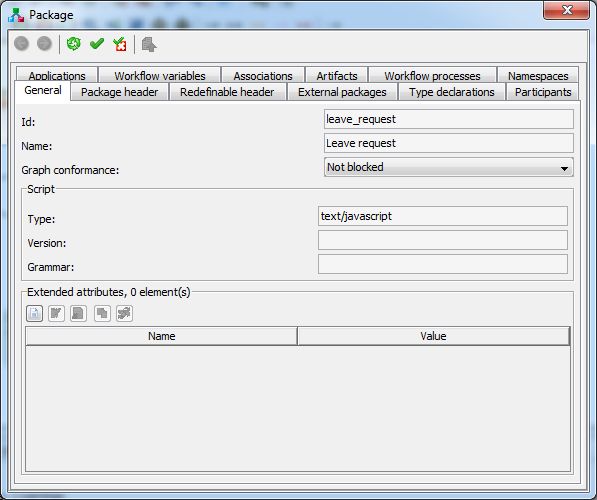 Package
Applications Workflow variables Associations Artifacts Workflow processes Namespaces
General Package header Redefinable header External packages Type declarations Participants
Id: leave_request
Name: Leave request
Graph conformance: Not blocked
Script
Type: text/javascript
Version:
Grammar:
Extended attributes, 0 element(s)
Name Value